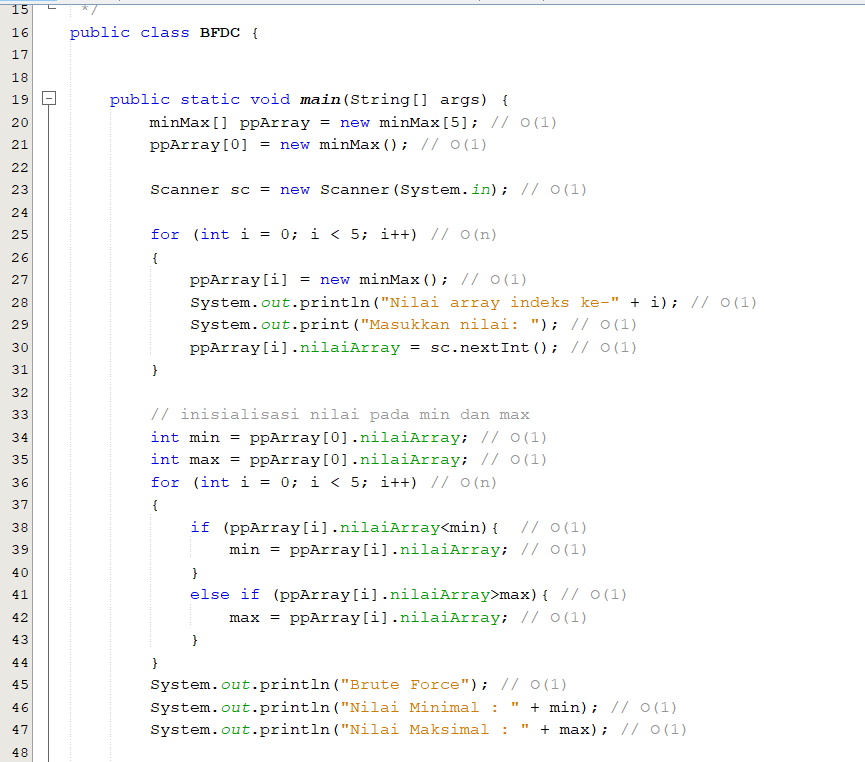 15 */
16 public class BFDC {
17
18
19 public static void main(String[] args) {
20 minMax[] ppArray = new minMax[5]; // O(1)
21 ppArray[0] = new minMax(); // O(1)
22
23 Scanner sc = new Scanner(System.in); // O(1)
24
25 for (int i = 0; i < 5; i++) // O(n)
26 {
27 ppArray[i] = new minMax(); // O(1)
28 System.out.println("Nilai array indeks ke-" + i); // O(1)
29 System.out.print("Masukkan nilai: "); // O(1)
30 ppArray[i].nilaiArray = sc.nextInt(); // O(1)
31 }
32
33 // inisialisasi nilai pada min dan max
34 int min = ppArray[0].nilaiArray; // O(1)
35 int max = ppArray[0].nilaiArray; // O(1)
36 for (int i = 0; i < 5; i++) // O(n)
37 {
38 if (ppArray[i].nilaiArray<min){ // O(1)
39 min = ppArray[i].nilaiArray; // O(1)
40 }
41 else if (ppArray[i].nilaiArray>max){ // O(1)
42 max = ppArray[i].nilaiArray; // O(1)
43 }
44 }
45 System.out.println("Brute Force"); // O(1)
46 System.out.println("Nilai Minimal : " + min); // O(1)
47 System.out.println("Nilai Maksimal : " + max); // O(1)
48